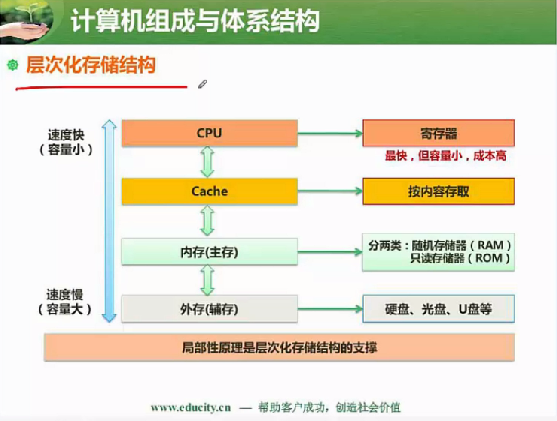 计算机组成与体系结构
层次化存储结构
速度快
（容量小）
CPU
寄存器
最快，但容量小，成本高
Cache
按内容存取
内存(主存)
分两类：随机存储器（RAM）
只读存储器（ROM）
速度慢
（容量大）
外存(辅存)
硬盘、光盘、U盘等
局部性原理是层次化存储结构的支撑
www.educity.cn — 帮助客户成功，创造社会价值